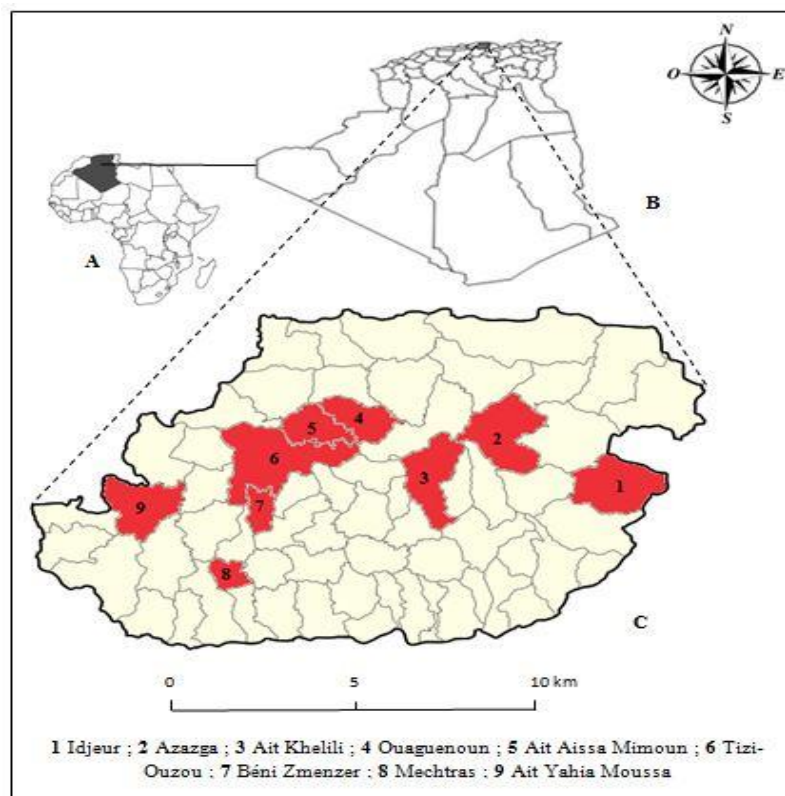 N
O E
S
B
A
4
5
2
6
3
1
9
7
8
C
0 5 10 km
1 Idjeur ; 2 Azazga ; 3 Ait Khelili ; 4 Ouaguenoun ; 5 Ait Aissa Mimoun ; 6 Tizi-
Ouzou ; 7 Béni Zmenzer ; 8 Mechtras ; 9 Ait Yahia Moussa